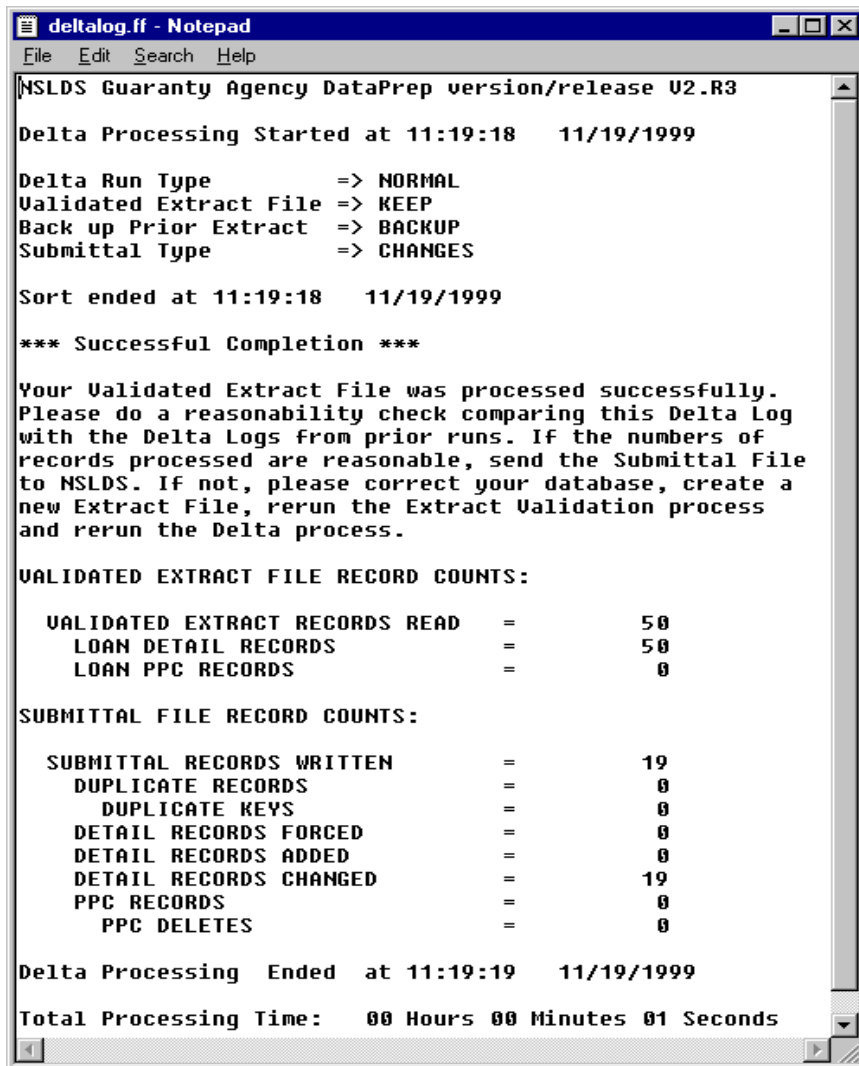 deltalog.ff - Notepad
File Edit Search Help
NSLDS Guaranty Agency DataPrep version/release V2.R3
Delta Processing Started at 11:19:18 11/19/1999
Delta Run Type => NORMAL
Validated Extract File => KEEP
Back up Prior Extract => BACKUP
Submittal Type => CHANGES
Sort ended at 11:19:18 11/19/1999
*** Successful Completion ***
Your Validated Extract File was processed successfully.
Please do a reasonability check comparing this Delta Log
with the Delta Logs from prior runs. If the numbers of
records processed are reasonable, send the Submittal File
to NSLDS. If not, please correct your database, create a
new Extract File, rerun the Extract Validation process
and rerun the Delta process.
VALIDATED EXTRACT FILE RECORD COUNTS:
VALIDATED EXTRACT RECORDS READ = 50
LOAN DETAIL RECORDS = 50
LOAN PPC RECORDS = 0
SUBMITTAL FILE RECORD COUNTS:
SUBMITTAL RECORDS WRITTEN = 19
DUPLICATE RECORDS = 0
DUPLICATE KEYS = 0
DETAIL RECORDS FORCED = 0
DETAIL RECORDS ADDED = 0
DETAIL RECORDS CHANGED = 19
PPC RECORDS = 0
PPC DELETES = 0
Delta Processing Ended at 11:19:19 11/19/1999
Total Processing Time: 00 Hours 00 Minutes 01 Seconds